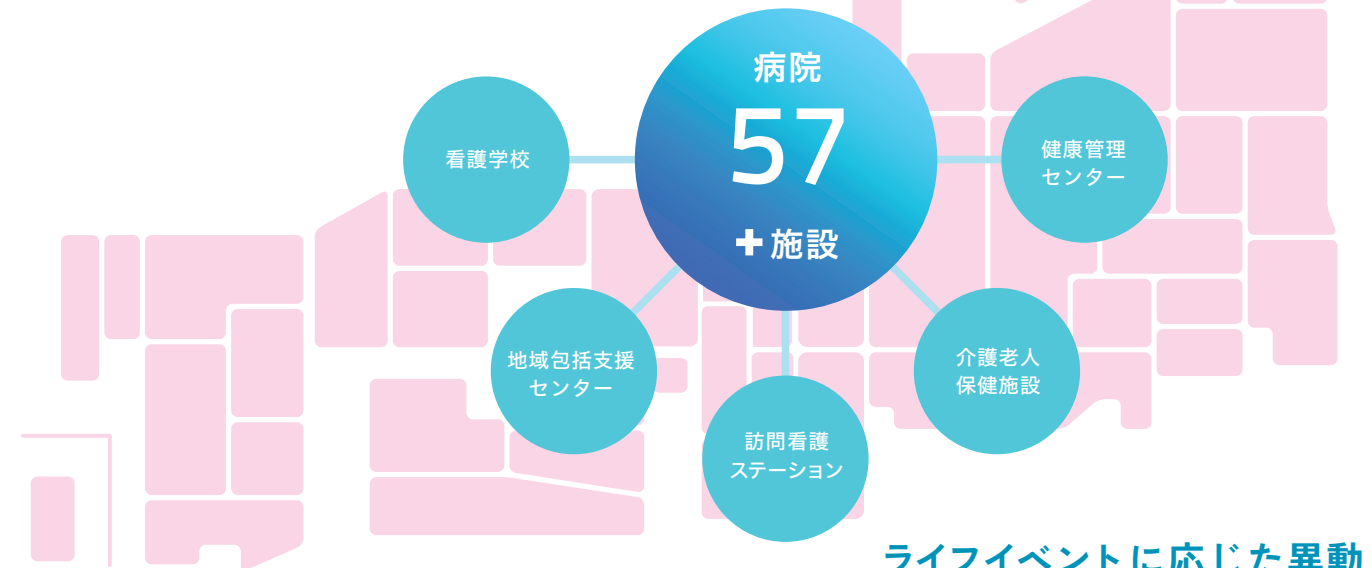 病院
57
+施設
看護学校
健康管理
センター
地域包括支援
センター
介護老人
保健施設
訪問看護
ステーション
ライフイベントに応じた異動